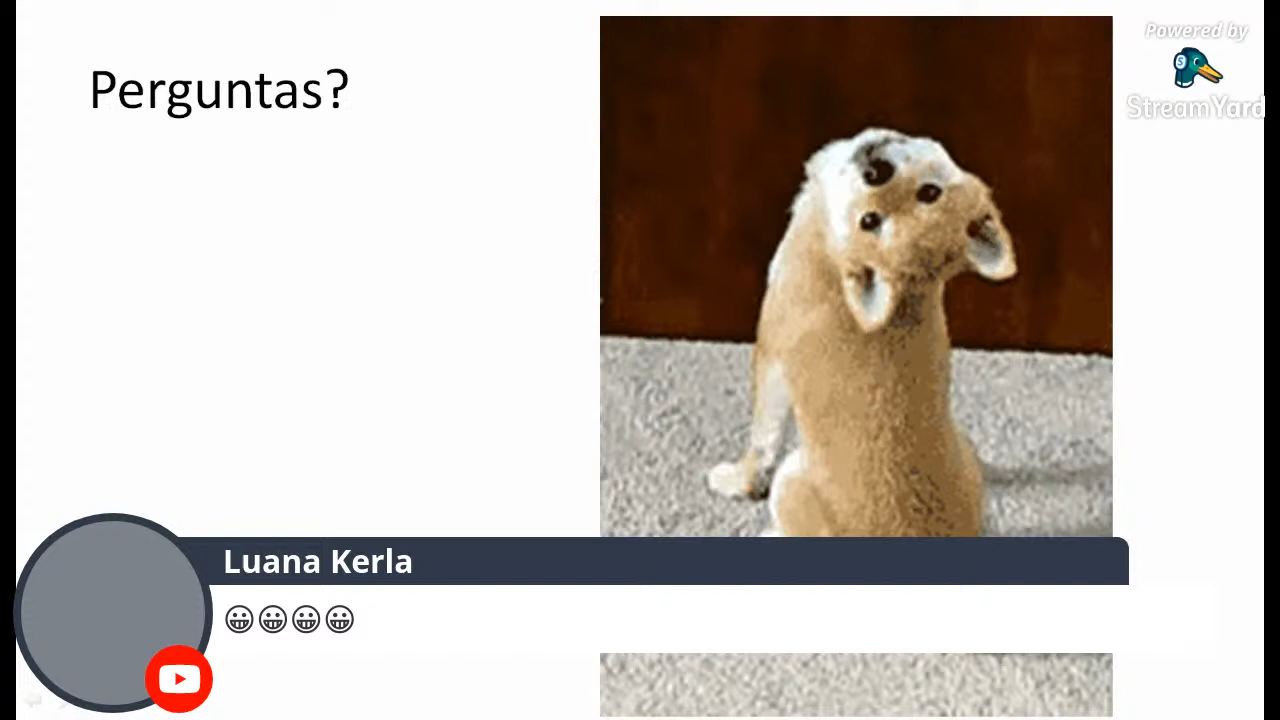 Perguntas?
Powered by
StreamYard
Luana Kerla
😀😀😀😀